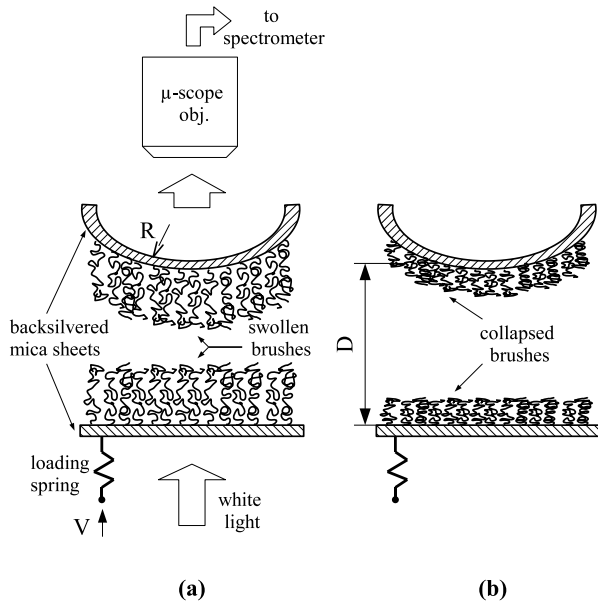 to
spectrometer
µ-scope
obj.
R
backsilvered
mica sheets
swollen
brushes
collapsed
brushes
D
loading
spring
V
white
light
(a)
(b)